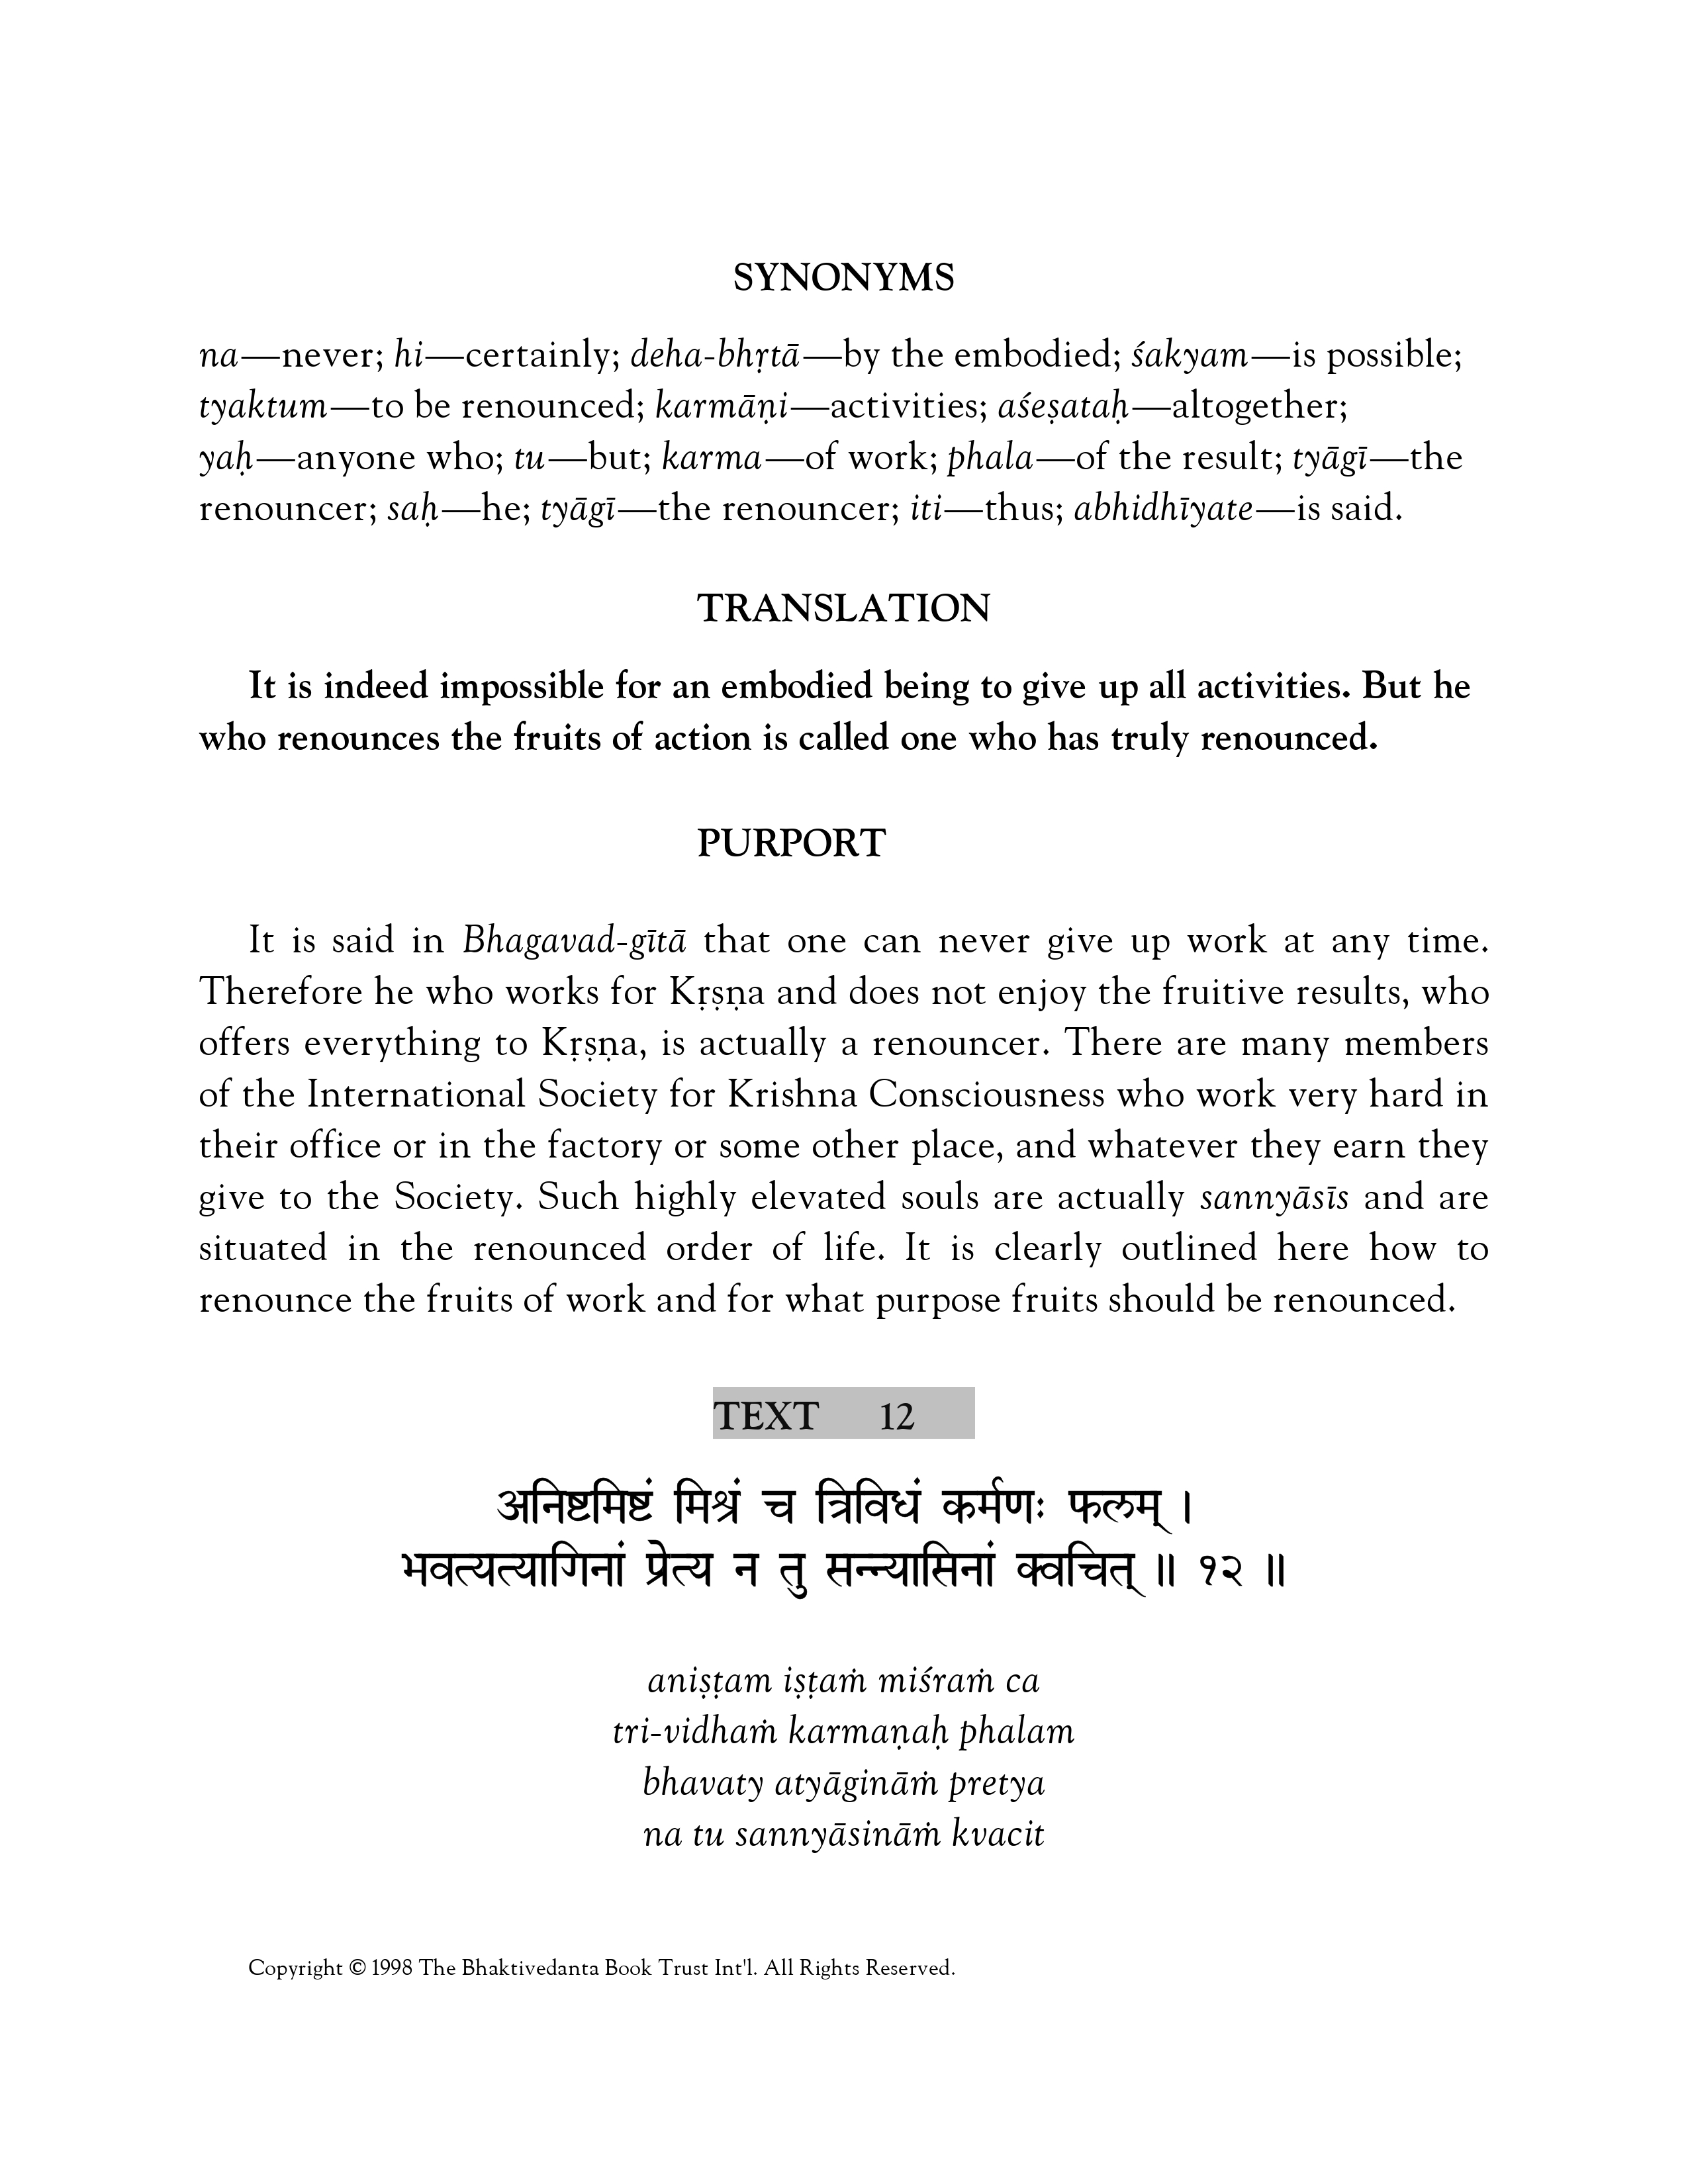 SYNONYMS
na—never; hi—certainly; deha-bhṛtā—by the embodied; śakyam—is possible;
tyaktum—to be renounced; karmāṇi—activities; aśeṣataḥ—altogether;
yaḥ—anyone who; tu—but; karma—of work; phala—of the result; tyāgī—the
renouncer; saḥ—he; tyāgī—the renouncer; iti—thus; abhidhīyate—is said.
TRANSLATION
It is indeed impossible for an embodied being to give up all activities. But he
who renounces the fruits of action is called one who has truly renounced.
PURPORT
It is said in Bhagavad-gītā that one can never give up work at any time.
Therefore he who works for Kṛṣṇa and does not enjoy the fruitive results, who
offers everything to Kṛṣṇa, is actually a renouncer. There are many members
of the International Society for Krishna Consciousness who work very hard in
their office or in the factory or some other place, and whatever they earn they
give to the Society. Such highly elevated souls are actually sannyāsīs and are
situated in the renounced order of life. It is clearly outlined here how to
renounce the fruits of work and for what purpose fruits should be renounced.
TEXT 12
अनिष्टमिष्टं मिश्रं च त्रिविधं कर्मणः फलम् ।
भवत्यत्यागिनां प्रेत्य न तु सन्न्यासिनां क्वचित् ॥ १२ ॥
aniṣṭam iṣṭaṁ miśraṁ ca
tri-vidhaṁ karmaṇaḥ phalam
bhavaty atyāgināṁ pretya
na tu sannyāsināṁ kvacit
Copyright © 1998 The Bhaktivedanta Book Trust Int'l. All Rights Reserved.